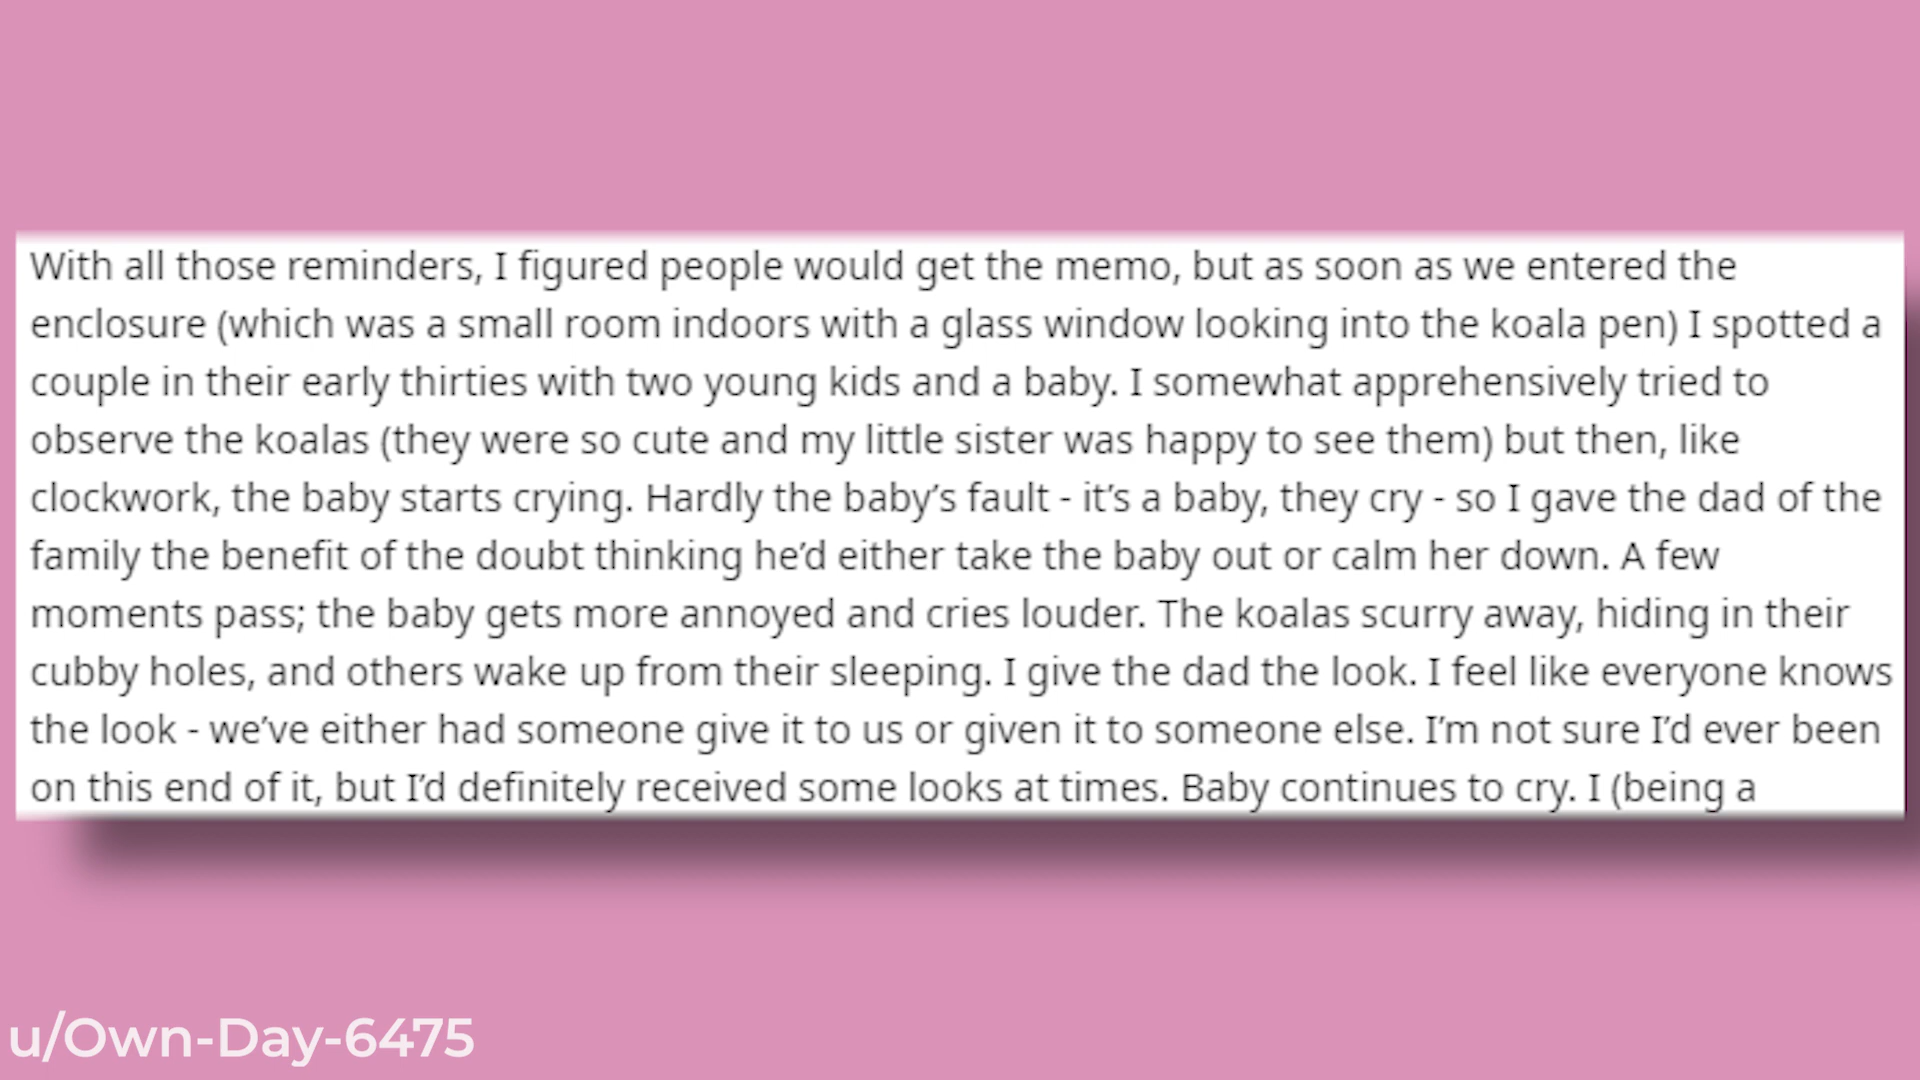 With all those reminders, I figured people would get the memo, but as soon as we entered the
enclosure (which was a small room indoors with a glass window looking into the koala pen) I spotted a
couple in their early thirties with two young kids and a baby. I somewhat apprehensively tried to
observe the koalas (they were so cute and my little sister was happy to see them) but then, like
clockwork, the baby starts crying. Hardly the baby’s fault - it’s a baby, they cry - so I gave the dad of the
family the benefit of the doubt thinking he’d either take the baby out or calm her down. A few
moments pass; the baby gets more annoyed and cries louder. The koalas scurry away, hiding in their
cubby holes, and others wake up from their sleeping. I give the dad the look. I feel like everyone knows
the look - we’ve either had someone give it to us or given it to someone else. I’m not sure I’d ever been
on this end of it, but I’d definitely received some looks at times. Baby continues to cry. I (being a
u/Own-Day-6475